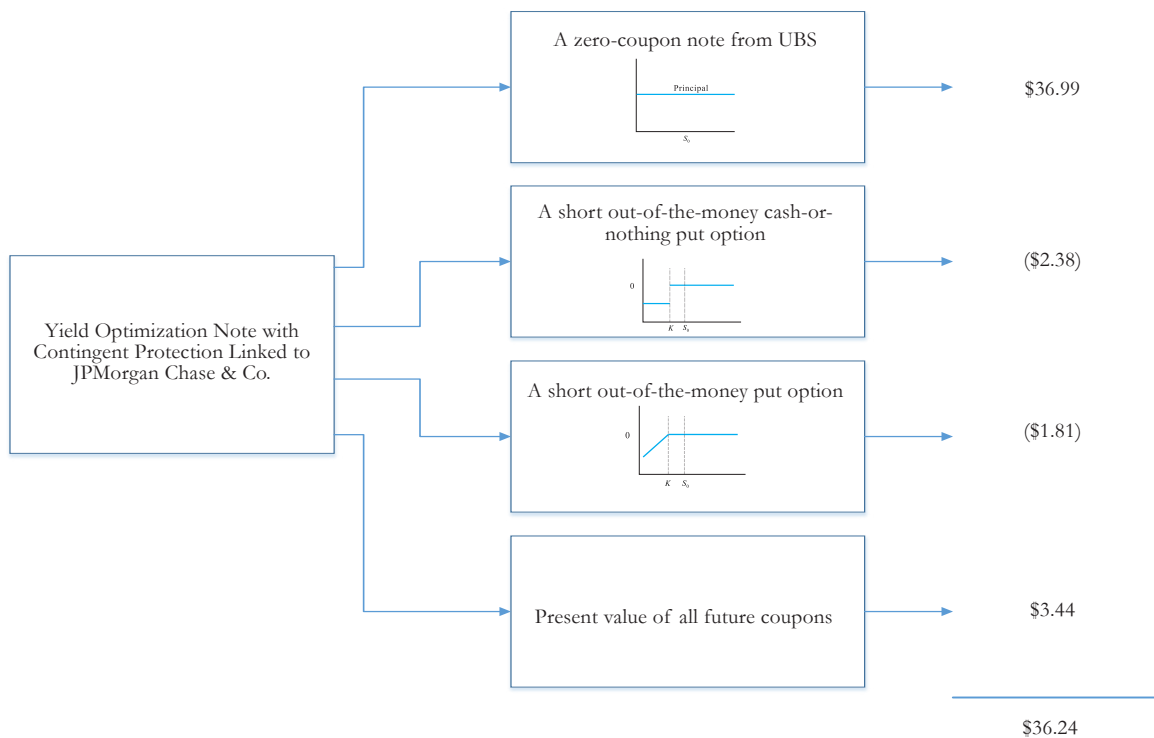 A zero-coupon note from UBS
Principal
S0
$36.99
A short out-of-the-money cash-or-
nothing put option
0
K
S0
($2.38)
Yield Optimization Note with
Contingent Protection Linked to
JPMorgan Chase & Co.
A short out-of-the-money put option
0
K
S0
($1.81)
Present value of all future coupons
$3.44
$36.24